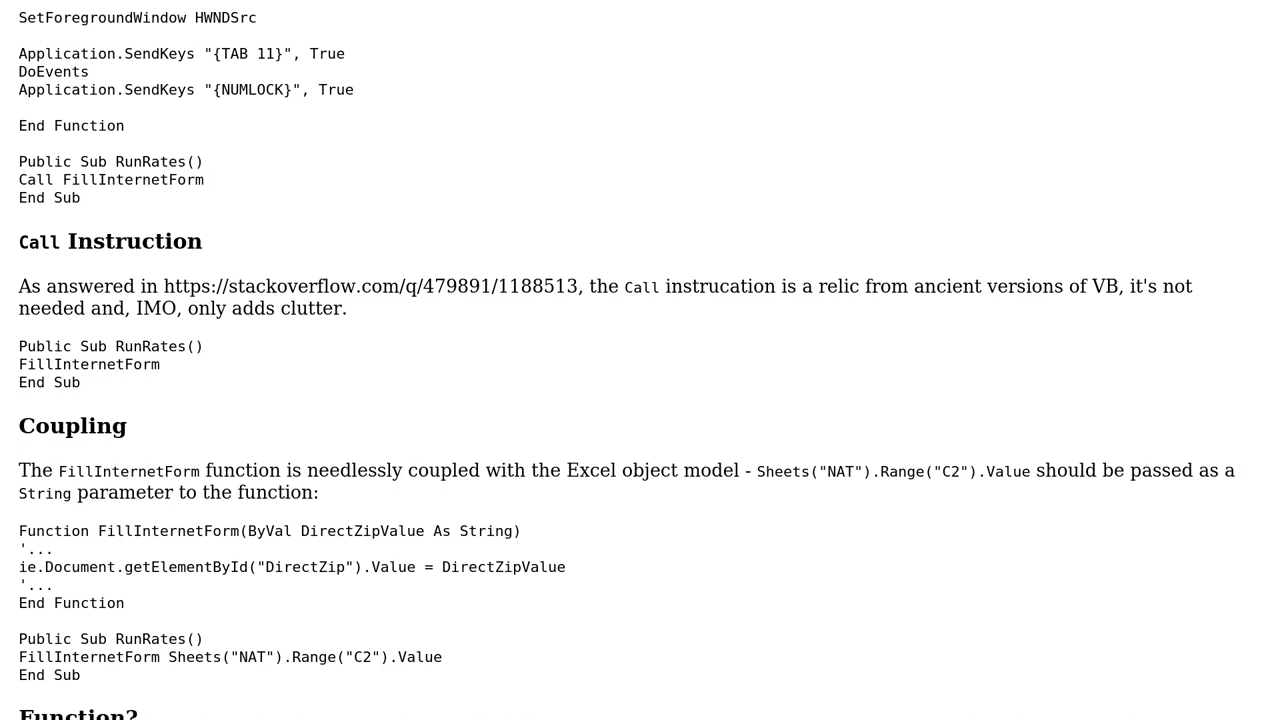 SetForegroundWindow HWNDSrc
Application.SendKeys "{TAB 11}", True
DoEvents
Application.SendKeys "{NUMLOCK}", True
End Function
Public Sub RunRates()
Call FillInternetForm
End Sub
Call Instruction
As answered in https://stackoverflow.com/q/479891/1188513, the Call instrucation is a relic from ancient versions of VB, it's not
needed and, IMO, only adds clutter.
Public Sub RunRates()
FillInternetForm
End Sub
Coupling
The FillInternetForm function is needlessly coupled with the Excel object model - Sheets("NAT").Range("C2").Value should be passed as a
String parameter to the function:
Function FillInternetForm(ByVal DirectZipValue As String)
'...
ie.Document.getElementById("DirectZip").Value = DirectZipValue
'...
End Function
Public Sub RunRates()
FillInternetForm Sheets("NAT").Range("C2").Value
End Sub
Function?